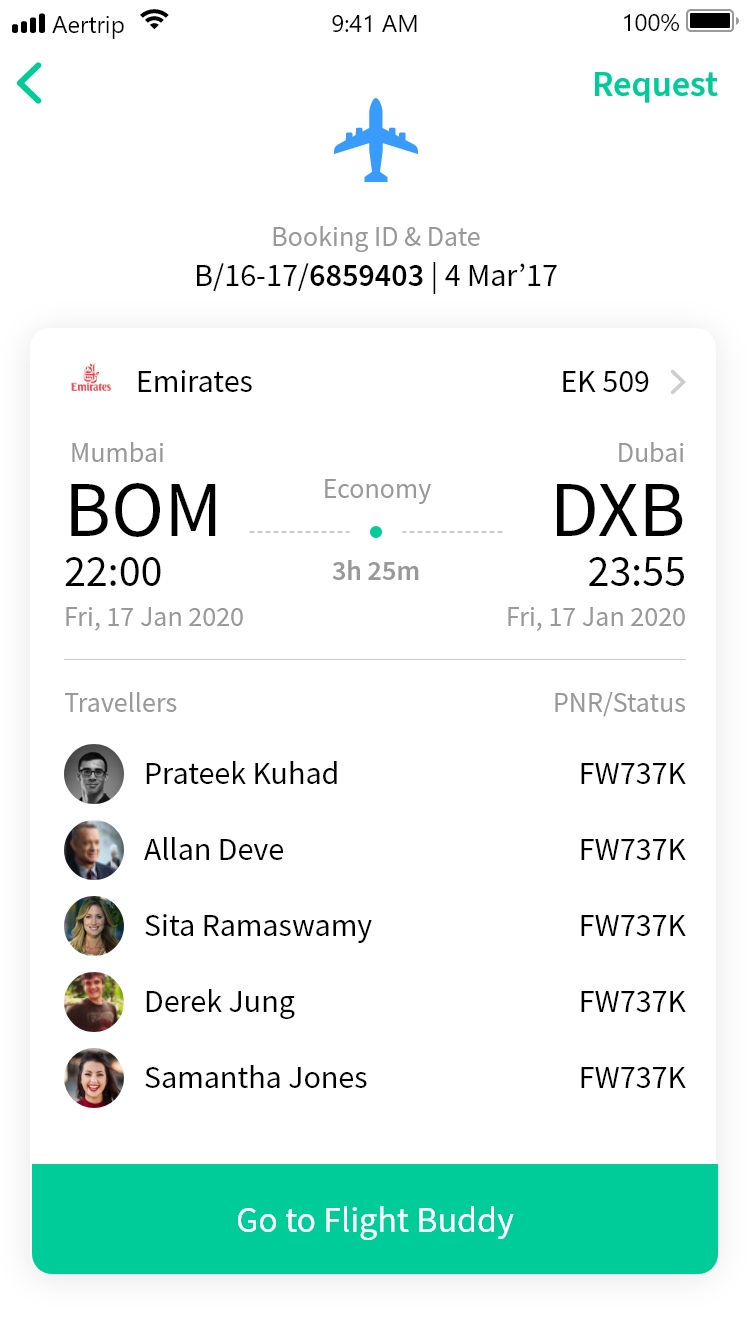 Aertrip 9:41 AM 100%
Request
Booking ID & Date
B/16-17/6859403 | 4 Mar’17
Emirates Emirates EK 509
Mumbai Dubai
BOM Economy DXB
22:00 3h 25m 23:55
Fri, 17 Jan 2020 Fri, 17 Jan 2020
Travellers PNR/Status
Prateek Kuhad FW737K
Allan Deve FW737K
Sita Ramaswamy FW737K
Derek Jung FW737K
Samantha Jones FW737K
Go to Flight Buddy